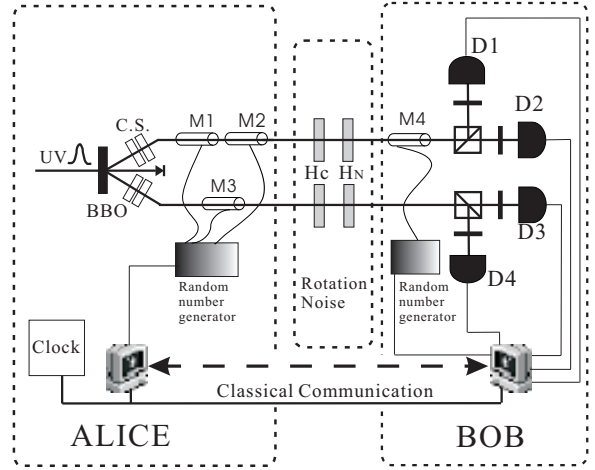 D1
M1
M2
M4
D2
C.S.
UV
Hc
HN
BBO
M3
D3
D4
Random
number
generator
Rotation
Noise
Random
number
generator
Clock
Classical Communication
ALICE
BOB